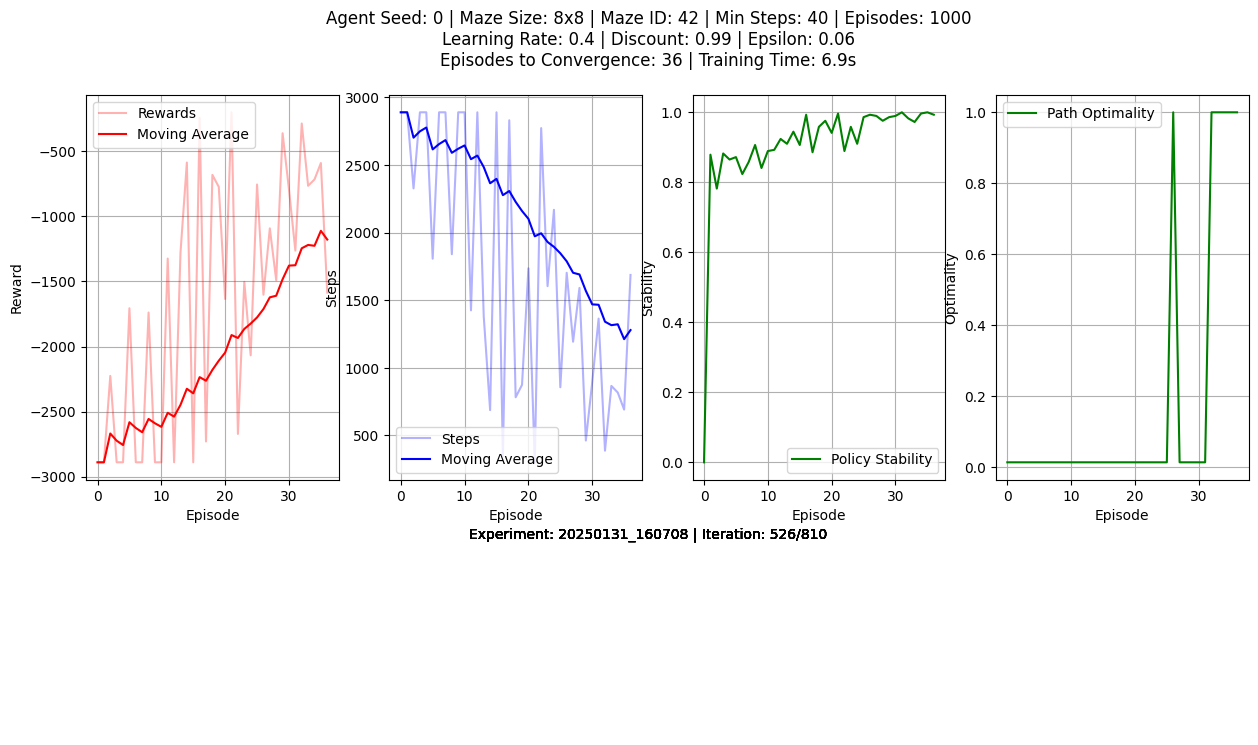 Agent Seed: 0 | Maze Size: 8x8 | Maze ID: 42 | Min Steps: 40 | Episodes: 1000
Learning Rate: 0.4 | Discount: 0.99 | Epsilon: 0.06
Episodes to Convergence: 36 | Training Time: 6.9s
Reward
−500
−1000
−1500
−2000
−2500
−3000
Rewards
Moving Average
0
10
20
30
Episode
Steps
3000
2500
2000
1500
1000
500
Steps
Moving Average
0
10
20
30
Episode
Stability
1.0
0.8
0.6
0.4
0.2
0.0
Policy Stability
0
10
20
30
Episode
Optimality
1.0
0.8
0.6
0.4
0.2
0.0
Path Optimality
0
10
20
30
Episode
Experiment: 20250131_160708 | Iteration: 526/810